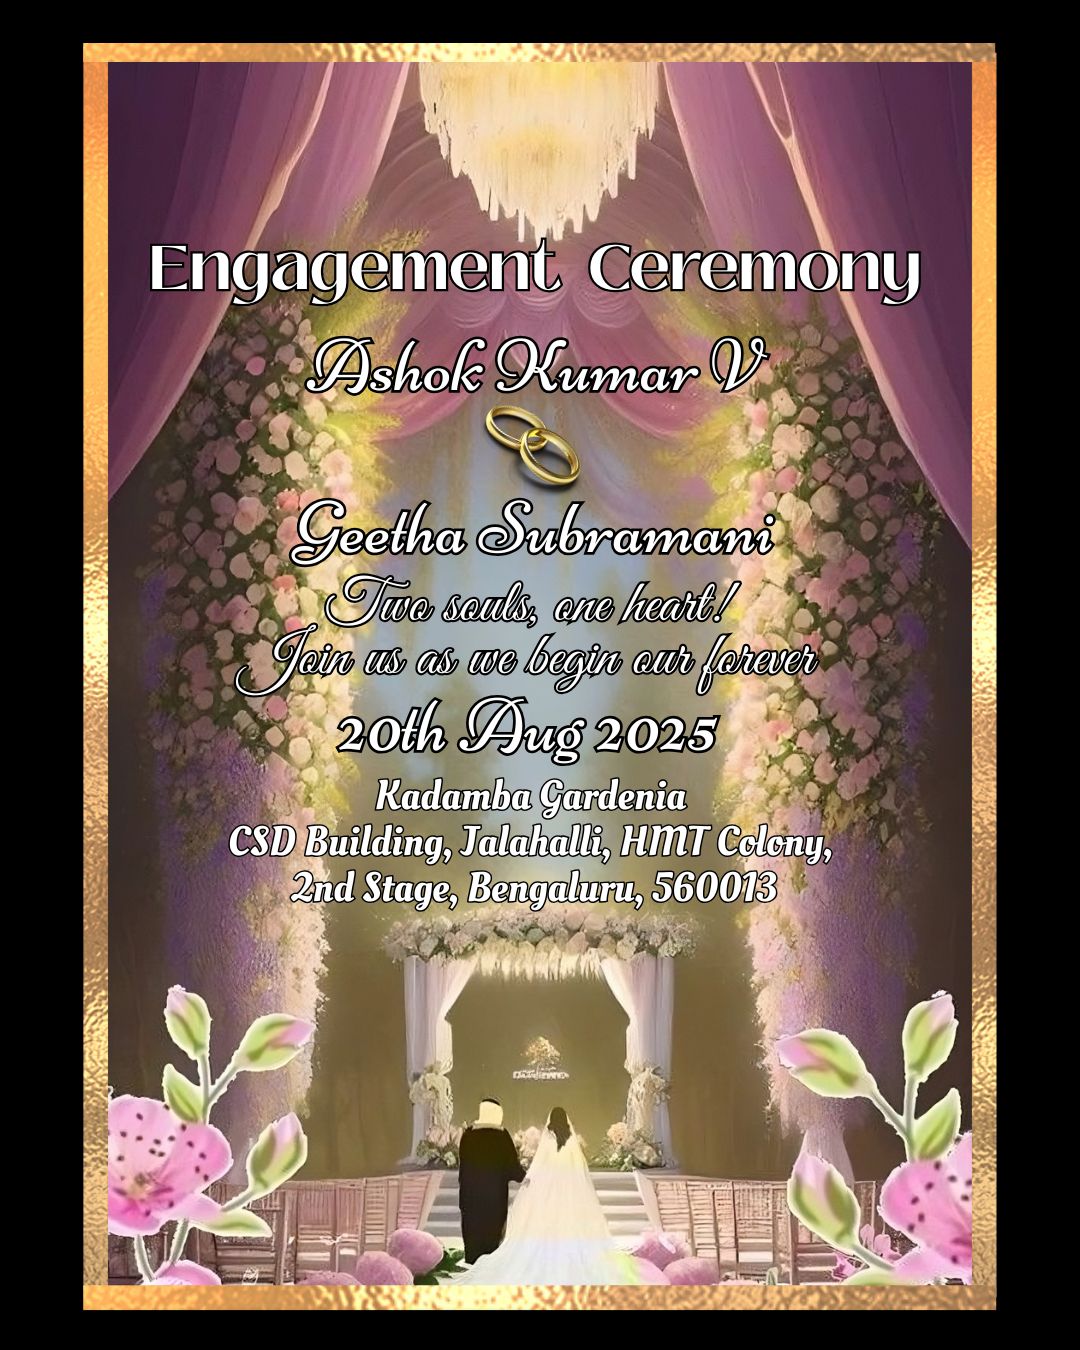 Engagement Ceremony
Ashok Kumar V
Geetha Subramani
Two souls, one heart!
Join us as we begin our forever
20th Aug 2025
Kadamba Gardenia
CSD Building, Jalahalli, HMT Colony,
2nd Stage, Bengaluru, 560013